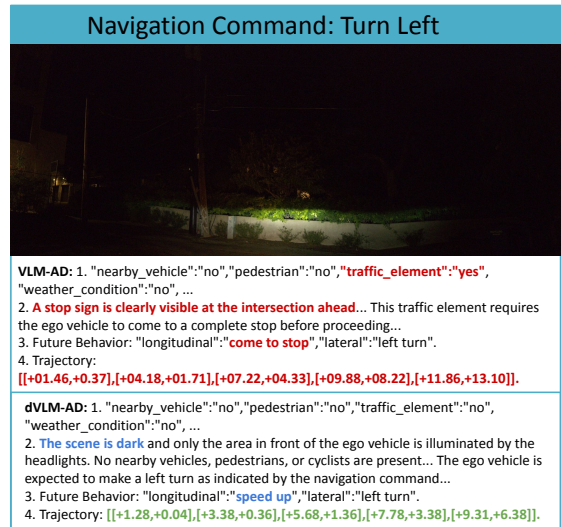 Navigation Command: Turn Left
VLM-AD: 1. "nearby_vehicle":"no","pedestrian":"no","traffic_element":"yes",
"weather_condition":"no", ...
2. A stop sign is clearly visible at the intersection ahead... This traffic element requires
the ego vehicle to come to a complete stop before proceeding...
3. Future Behavior: "longitudinal":"come to stop","lateral":"left turn".
4. Trajectory:
[[+01.46,+0.37],[+04.18,+01.71],[+07.22,+04.33],[+09.88,+08.22],[+11.86,+13.10]].
dVLM-AD: 1. "nearby_vehicle":"no","pedestrian":"no","traffic_element":"no",
"weather_condition":"no", ...
2. The scene is dark and only the area in front of the ego vehicle is illuminated by the
headlights. No nearby vehicles, pedestrians, or cyclists are present... The ego vehicle is
expected to make a left turn as indicated by the navigation command...
3. Future Behavior: "longitudinal":"speed up","lateral":"left turn".
4. Trajectory: [[+1.28,+0.04],[+3.38,+0.36],[+5.68,+1.36],[+7.78,+3.38],[+9.31,+6.38]].